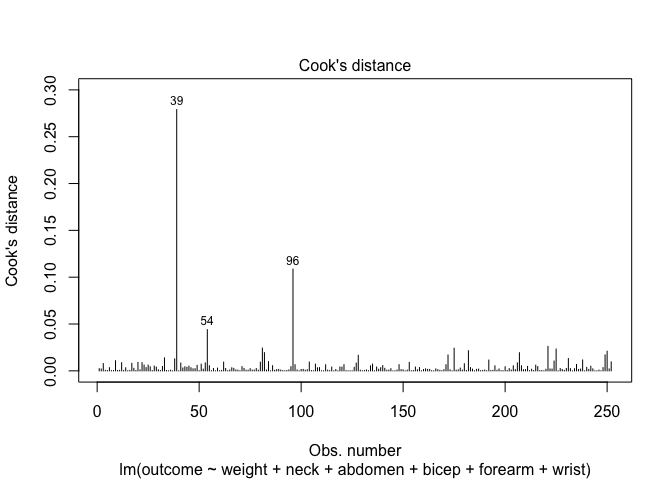 Cook's distance
0.30
0.25
0.20
0.15
0.10
0.05
0.00
Cook's distance
39
54
96
0 50 100 150 200 250
Obs. number
lm(outcome ~ weight + neck + abdomen + bicep + forearm + wrist)